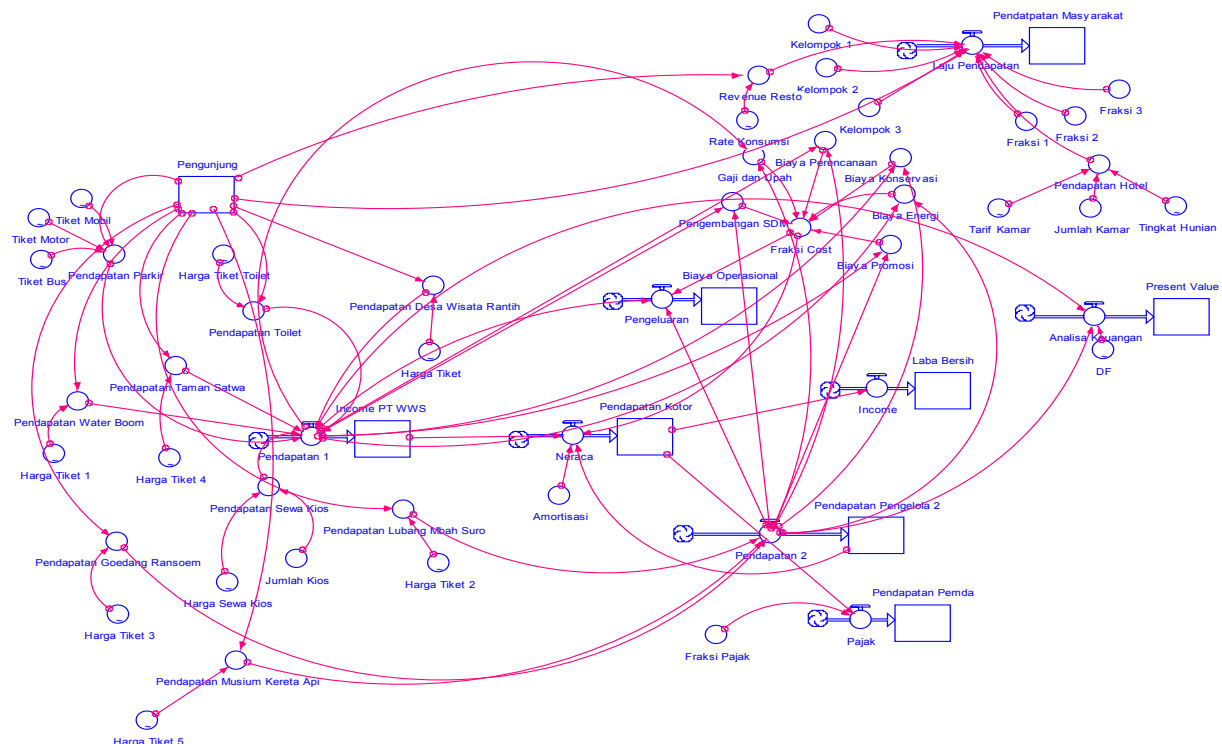 Pendatpatan Masyarakat
Kelompok 1
Laju Pendapatan
Kelompok 2
Revenue Resto
Fraksi 3
Kelompok 3
Fraksi 2
Fraksi 1
Rate Konsumsi
Biaya Perencanaan
Pengunjung
Gaji dan Upah
Biaya Konservasi
Pendapatan Hotel
Tiket Mobil
Biaya Energi
Pengembangan SDM
Tarif Kamar
Jumlah Kamar
Tingkat Hunian
Tiket Motor
Fraksi Cost
Biaya Promosi
Tiket Bus
Pendapatan Parkir
Harga Tiket Toilet
Biaya Operasional
Present Value
Pendapatan Desa Wisata Rantih
Pengeluaran
Pendapatan Toilet
Analisa Keuangan
Laba Bersih
Harga Tiket
DF
Pendapatan Taman Satwa
Income
Income PT WWS
Pendapatan Kotor
Pendapatan Water Boom
Pendapatan 1
Neraca
Harga Tiket 1
Harga Tiket 4
Pendapatan Sewa Kios
Amortisasi
Pendapatan Pengelola 2
Pendapatan Lubang Mbah Suro
Pendapatan 2
Pendapatan Goedang Ransoem
Jumlah Kios
Harga Tiket 2
Pendapatan Pemda
Harga Sewa Kios
Harga Tiket 3
Pajak
Fraksi Pajak
Pendapatan Musium Kereta Api
Harga Tiket 5